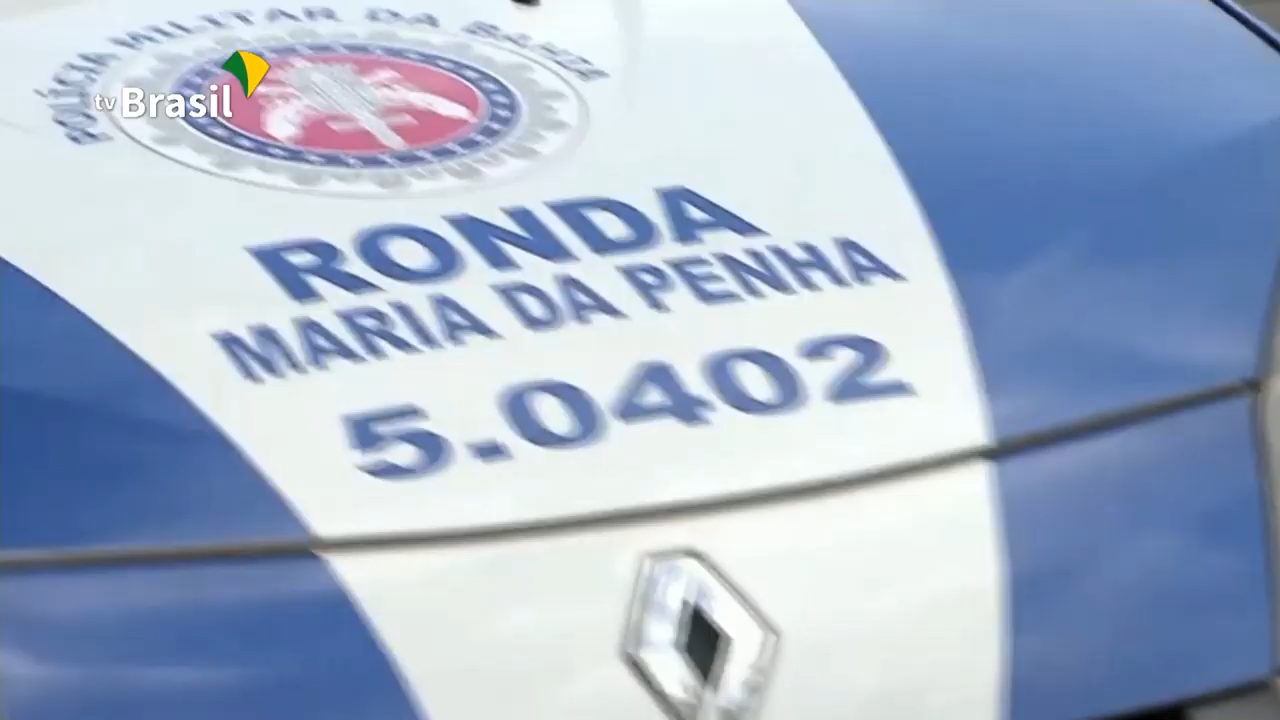 POLÍCIA MILITAR DA BAHIA
tv Brasil
RONDA
MARIA DA PENHA
5.0402